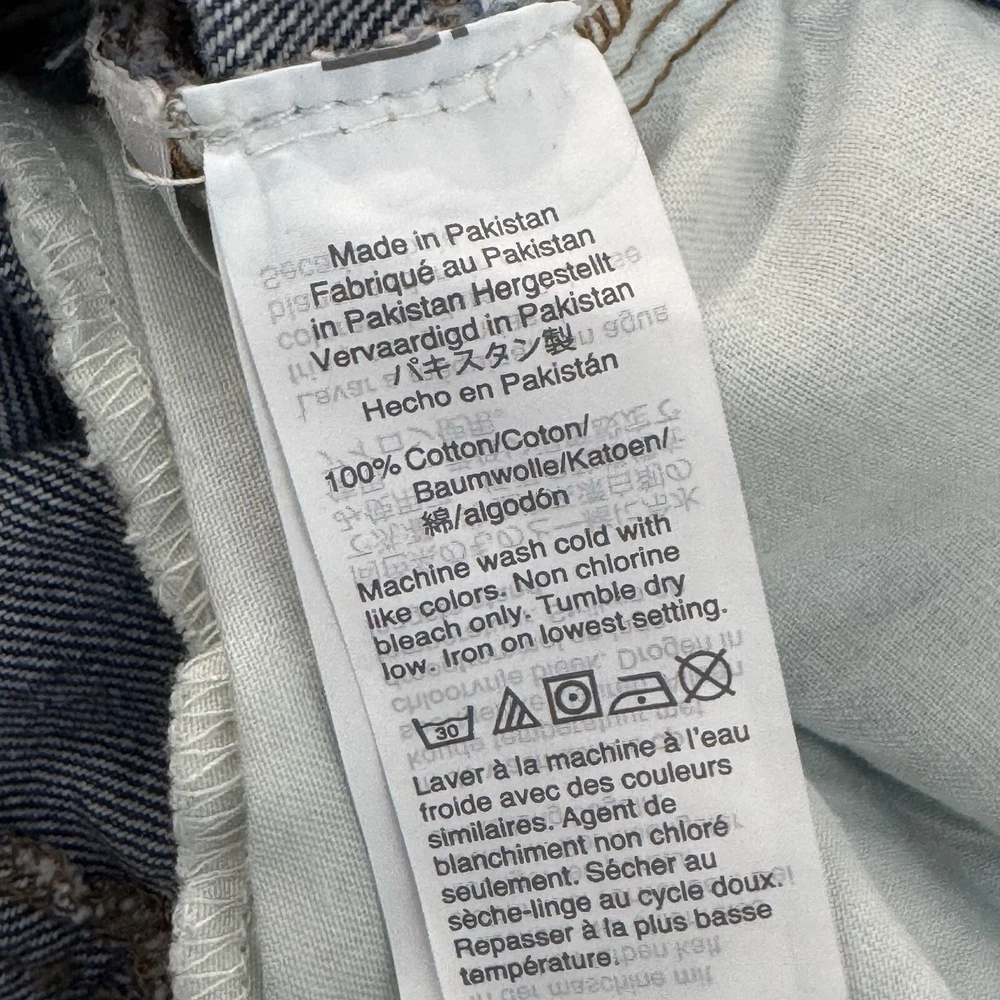 Made in Pakistan
Fabriqué au Pakistan
in Pakistan Hergestellt
Vervaardigd in Pakistan
パキスタン製
Hecho en Pakistán
100% Cotton/Coton/
Baumwolle/Katoen/
綿/algodón
Machine wash cold with
like colors. Non chlorine
bleach only. Tumble dry
low. Iron on lowest setting.
30
Laver à la machine à l'eau
froide avec des couleurs
similaires. Agent de
blanchiment non chloré
seulement. Sécher au
sèche-linge au cycle doux.
Repasser à la plus basse
température.